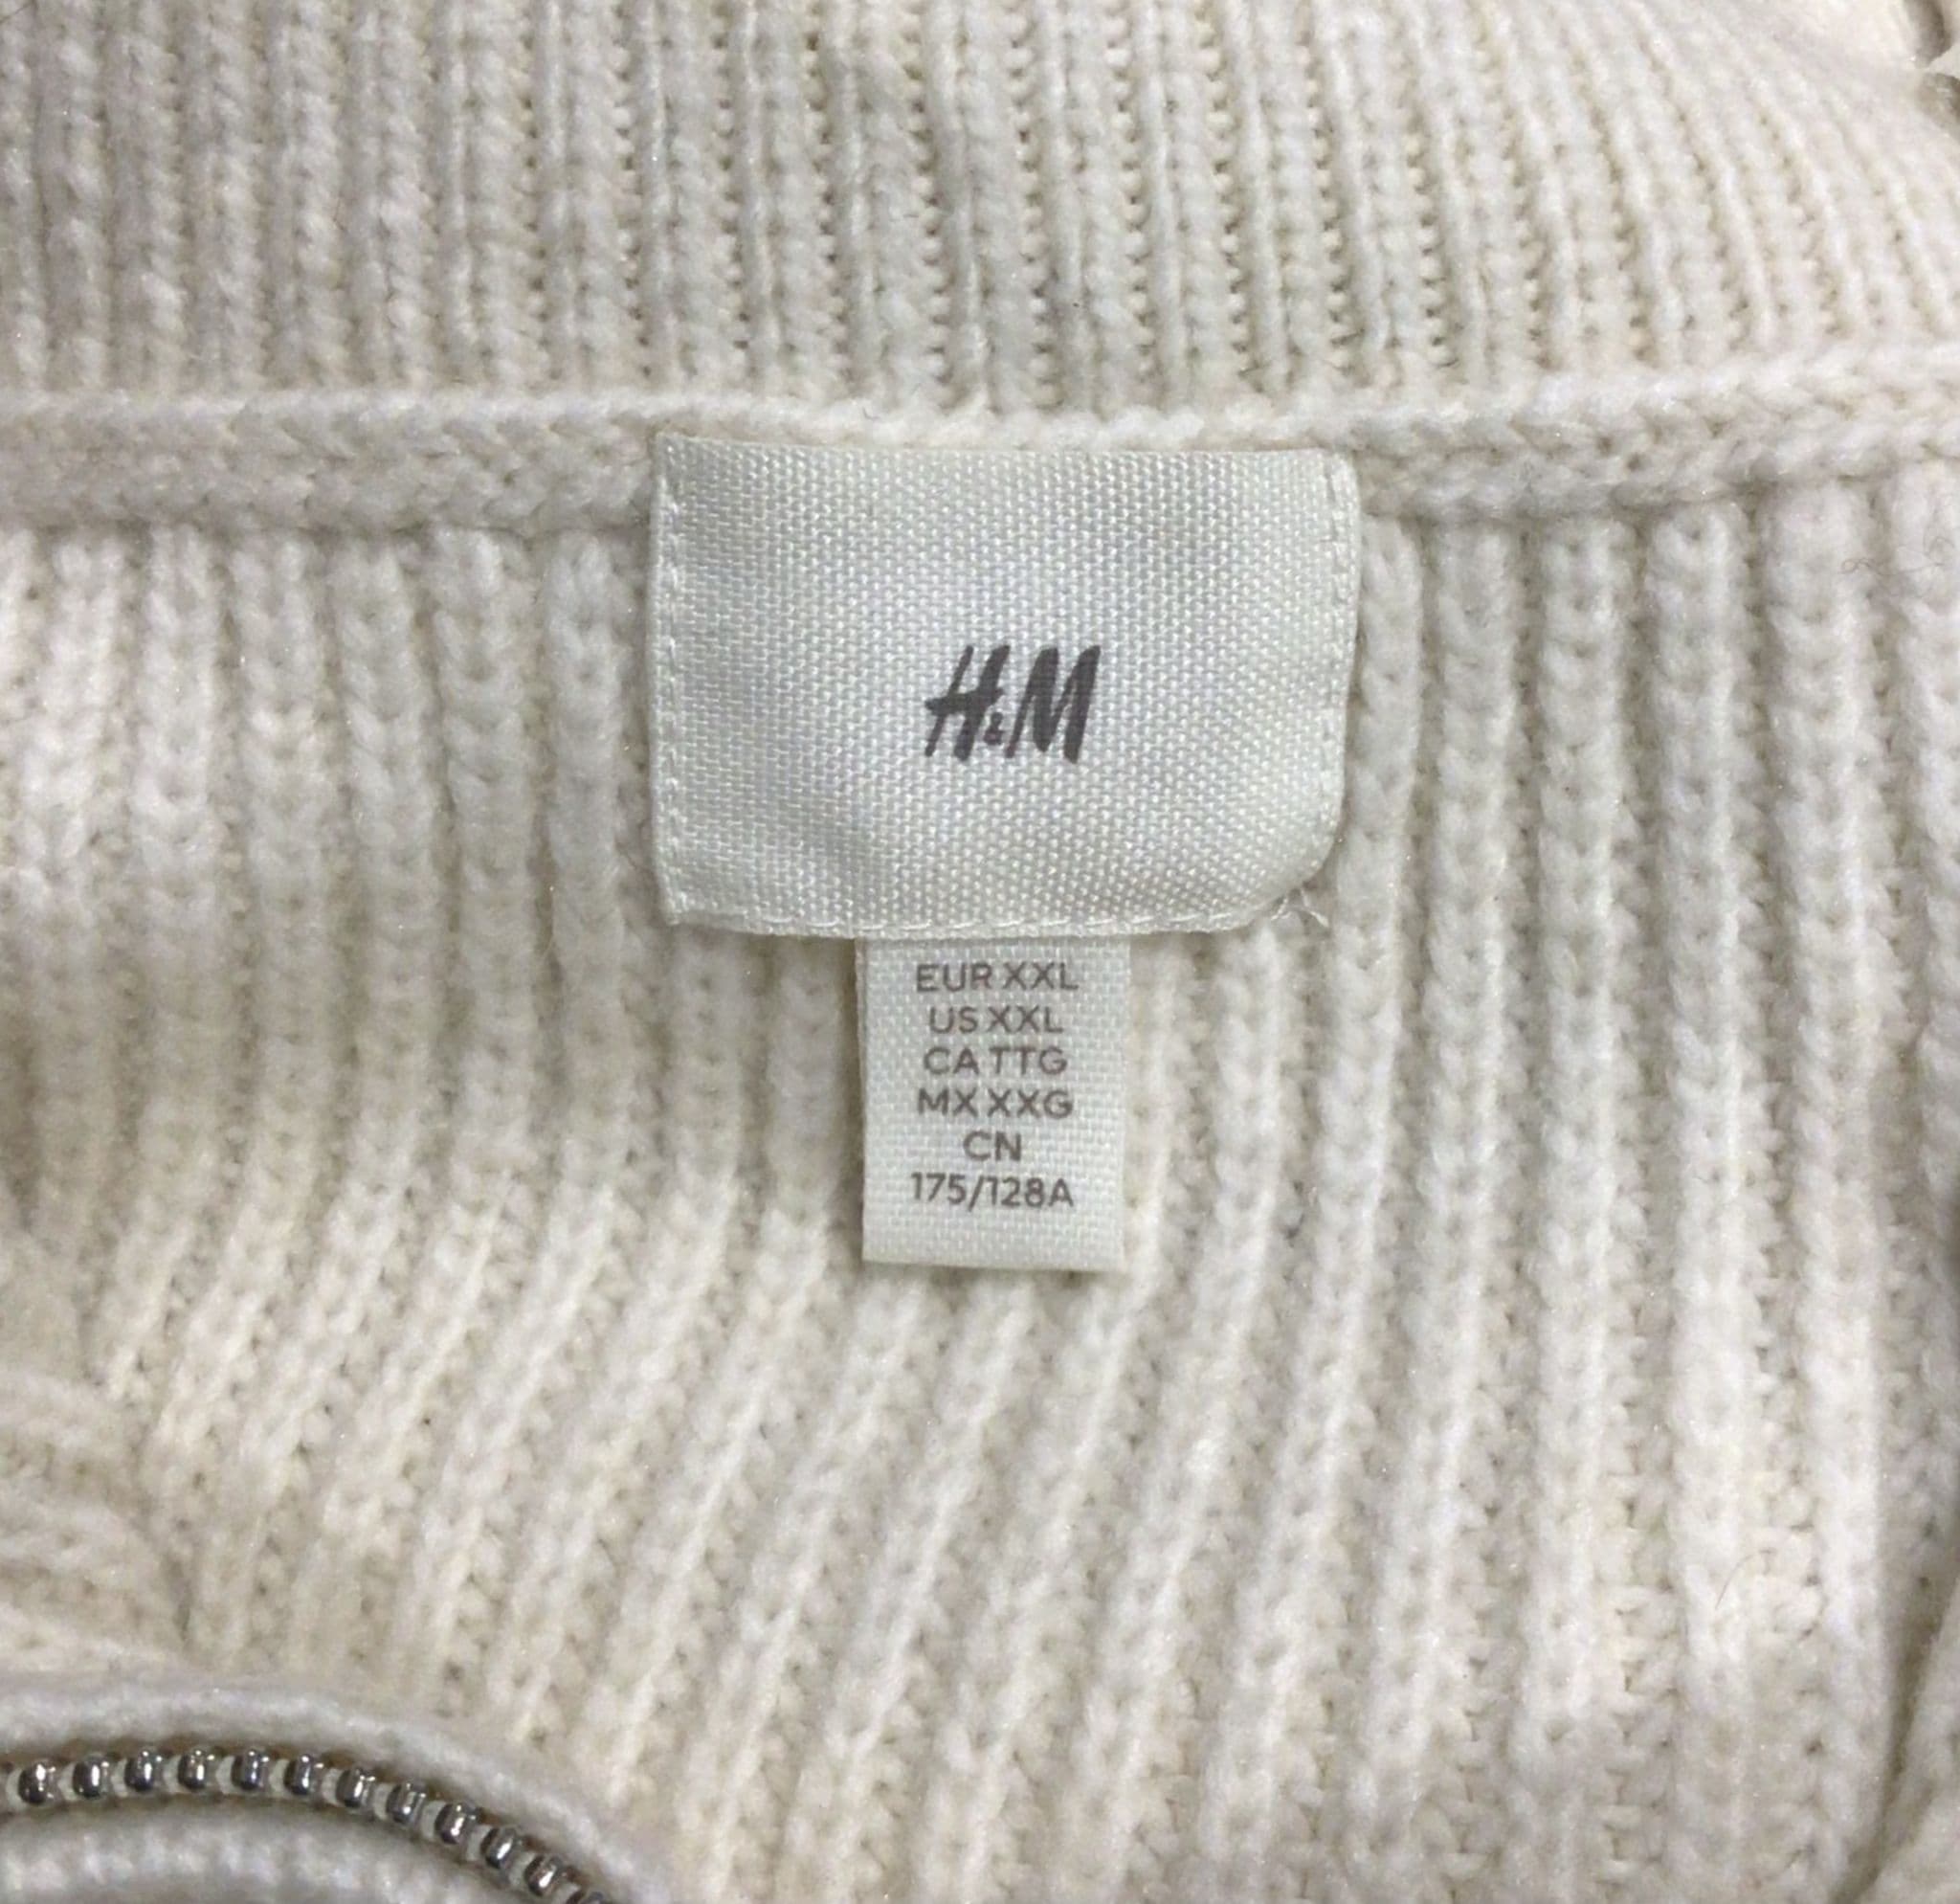 H&M
EUR XXL
US XXL
CA TTG
MX XXG
CN
175/128A